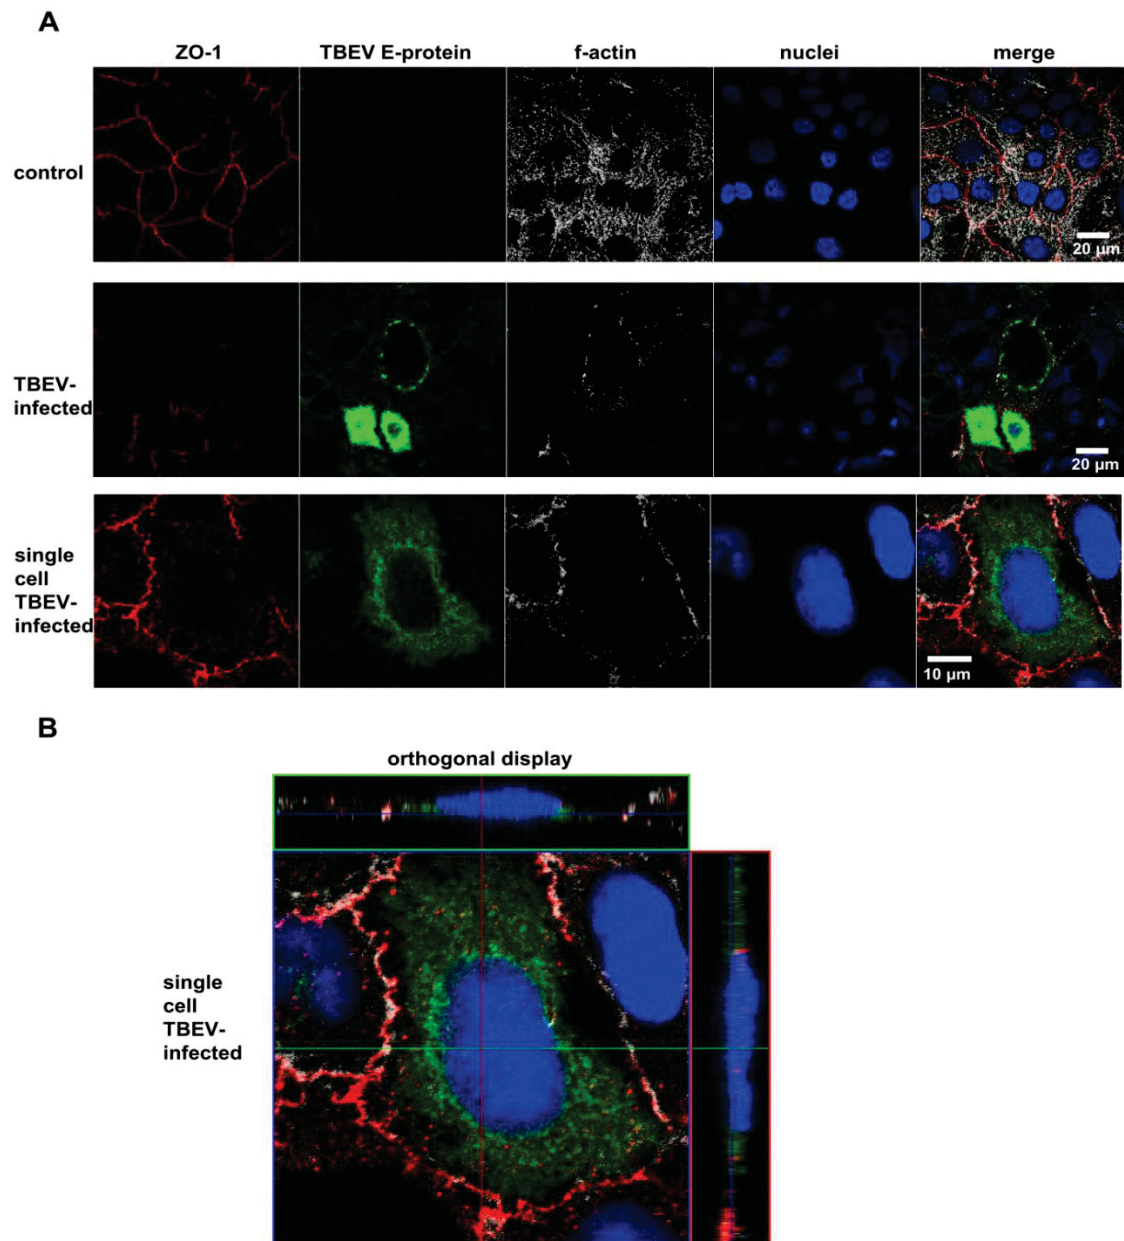 A
ZO-1 TBEV E-protein f-actin nuclei merge
control
20 µm
TBEV-
infected
20 µm
single
cell
TBEV-
infected
10 µm
B
orthogonal display
single
cell
TBEV-
infected